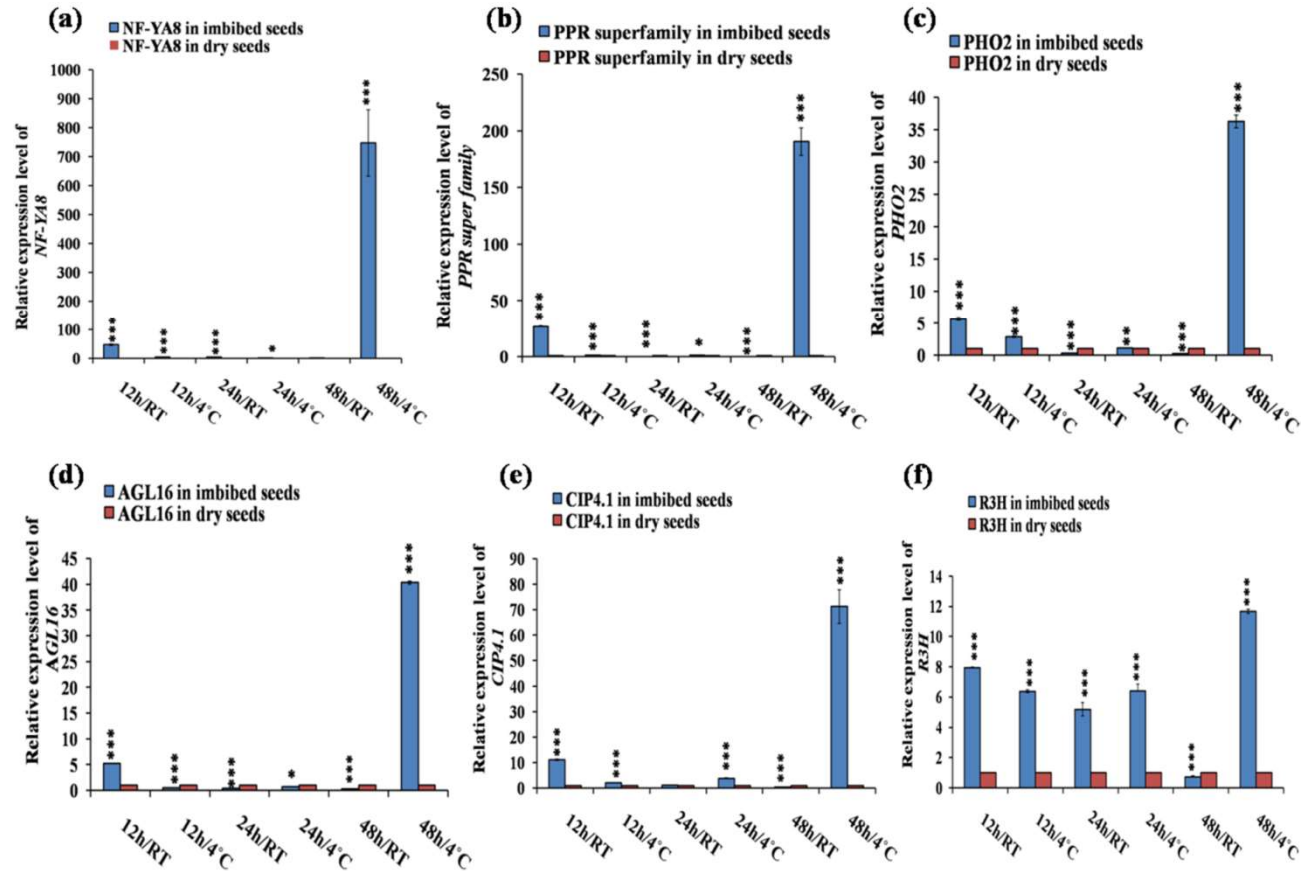 (a)
NF-YA8 in imbibed seeds
NF-YA8 in dry seeds
Relative expression level of
NF-YA8
1000
900
800
700
600
500
400
300
200
100
0
***
***
***
*
***
12h/RT
12h/4°C
24h/RT
24h/4°C
48h/RT
48h/4°C
(b)
PPR superfamily in imbibed seeds
PPR superfamily in dry seeds
Relative expression level of
PPR super family
250
200
150
100
50
0
***
***
***
*
***
***
12h/RT
12h/4°C
24h/RT
24h/4°C
48h/RT
48h/4°C
(c)
PHO2 in imbibed seeds
PHO2 in dry seeds
Relative expression level of
PHO2
40
35
30
25
20
15
10
5
0
***
***
***
**
***
***
12h/RT
12h/4°C
24h/RT
24h/4°C
48h/RT
48h/4°C
(d)
AGL16 in imbibed seeds
AGL16 in dry seeds
Relative expression level of
AGL16
45
40
35
30
25
20
15
10
5
0
***
***
***
*
***
***
12h/RT
12h/4°C
24h/RT
24h/4°C
48h/RT
48h/4°C
(e)
CIP4.1 in imbibed seeds
CIP4.1 in dry seeds
Relative expression level of
CIP4.1
90
80
70
60
50
40
30
20
10
0
***
***
***
***
***
12h/RT
12h/4°C
24h/RT
24h/4°C
48h/RT
48h/4°C
(f)
R3H in imbibed seeds
R3H in dry seeds
Relative expression level of
R3H
14
12
10
8
6
4
2
0
***
***
***
***
***
***
12h/RT
12h/4°C
24h/RT
24h/4°C
48h/RT
48h/4°C